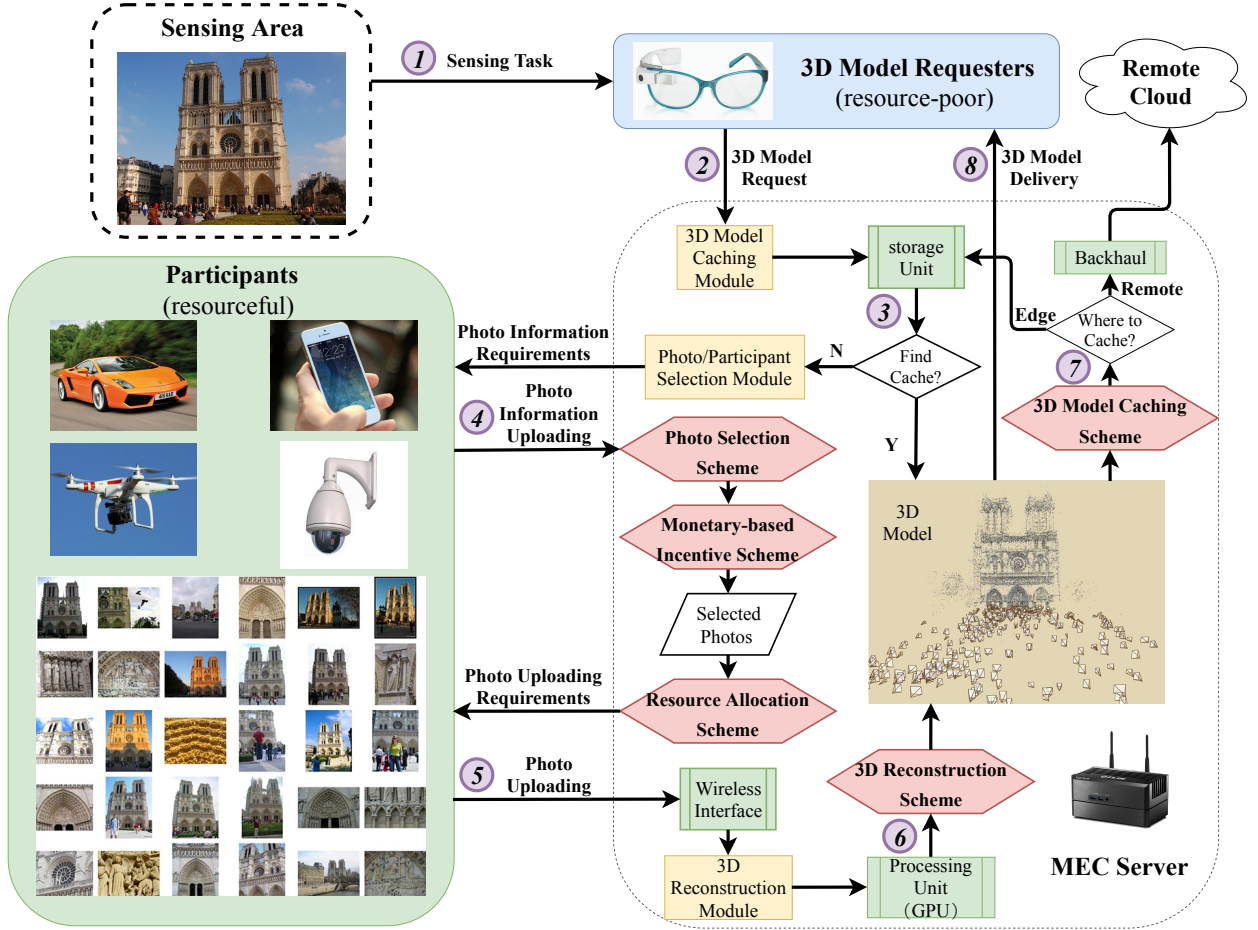 Sensing Area
1
Sensing Task
3D Model Requesters
(resource-poor)
Remote
Cloud
2
3D Model
Request
8
3D Model
Delivery
3D Model
Caching
Module
storage
Unit
Backhaul
Remote
Edge
Where to
Cache?
3
Find
Cache?
N
Y
7
3D Model Caching
Scheme
Participants
(resourceful)
Photo Information
Requirements
Photo/Participant
Selection Module
4
Photo
Information
Uploading
Photo Selection
Scheme
Monetary-based
Incentive Scheme
Selected
Photos
3D
Model
Photo Uploading
Requirements
Resource Allocation
Scheme
5
Photo
Uploading
Wireless
Interface
3D
Reconstruction
Module
Processing
Unit
（GPU）
6
3D Reconstruction
Scheme
MEC Server